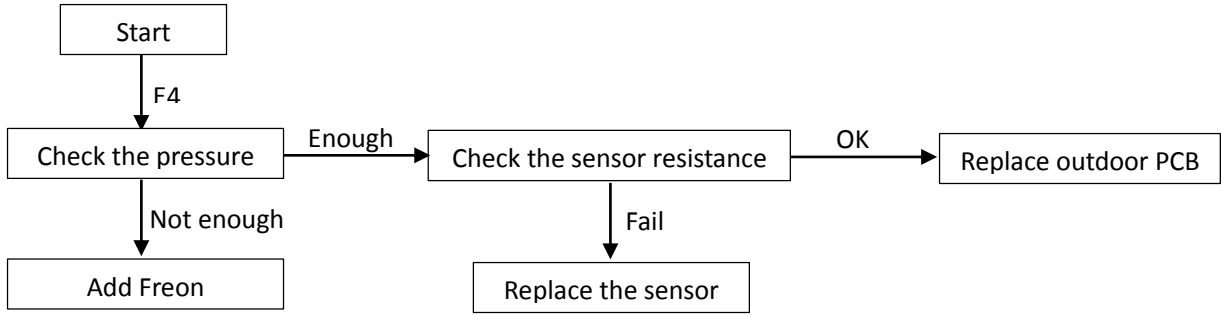 Start
F4
Check the pressure
Enough
Check the sensor resistance
OK
Replace outdoor PCB
Not enough
Fail
Add Freon
Replace the sensor